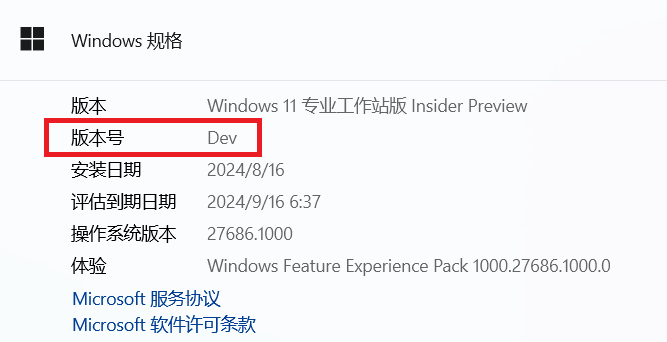 Windows 规格
版本 Windows 11 专业工作站版 Insider Preview
版本号 Dev
安装日期 2024/8/16
评估到期日期 2024/9/16 6:37
操作系统版本 27686.1000
体验 Windows Feature Experience Pack 1000.27686.1000.0
Microsoft 服务协议
Microsoft 软件许可条款